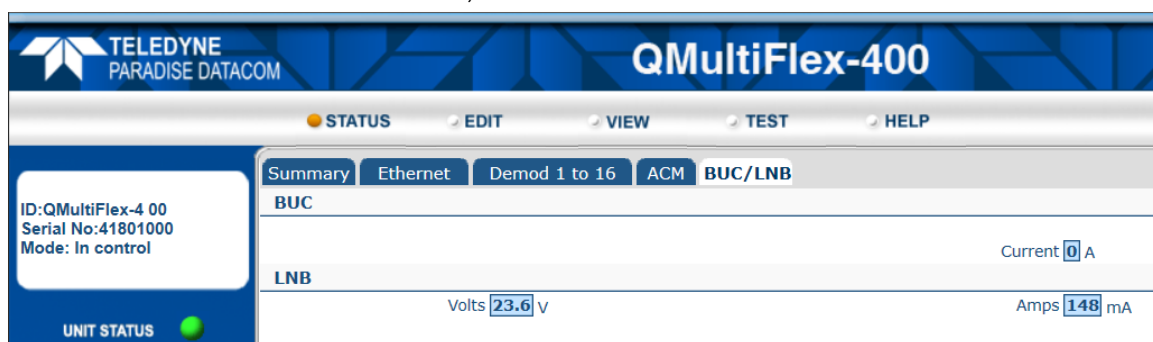 TELEDYNE
PARADISE DATACOM
QMultiFlex-400
STATUS EDIT VIEW TEST HELP
Summary Ethernet Demod 1 to 16 ACM BUC/LNB
BUC
ID:QMultiFlex-4 00
Serial No:41801000
Mode: In control
Current 0 A
LNB
Volts 23.6 V Amps 148 mA
UNIT STATUS